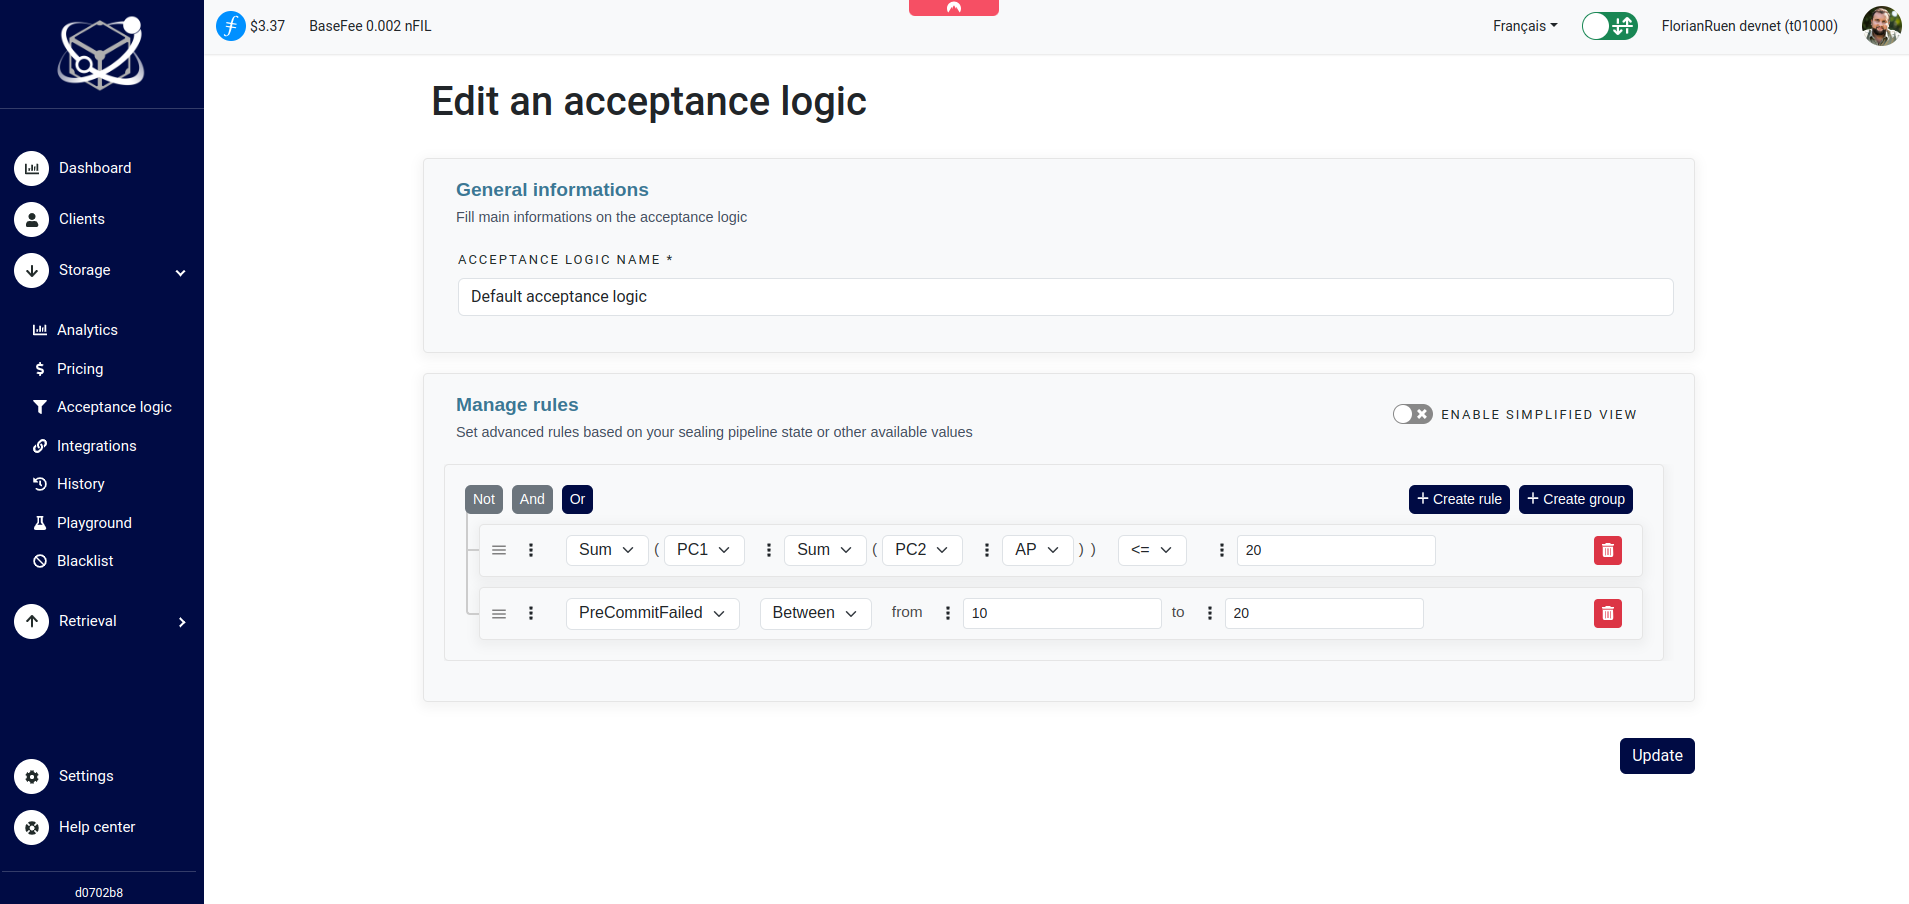 $3.37
BaseFee 0.002 nFIL
Français
FlorianRuen devnet (t01000)
Dashboard
Clients
Storage
Analytics
Pricing
Acceptance logic
Integrations
History
Playground
Blacklist
Retrieval
Settings
Help center
d0702b8
Edit an acceptance logic
General informations
Fill main informations on the acceptance logic
ACCEPTANCE LOGIC NAME *
Default acceptance logic
Manage rules
Set advanced rules based on your sealing pipeline state or other available values
ENABLE SIMPLIFIED VIEW
Not And Or
+ Create rule + Create group
Sum ( PC1 Sum ( PC2 AP ) ) <= 20
PreCommitFailed Between from 10 to 20
Update